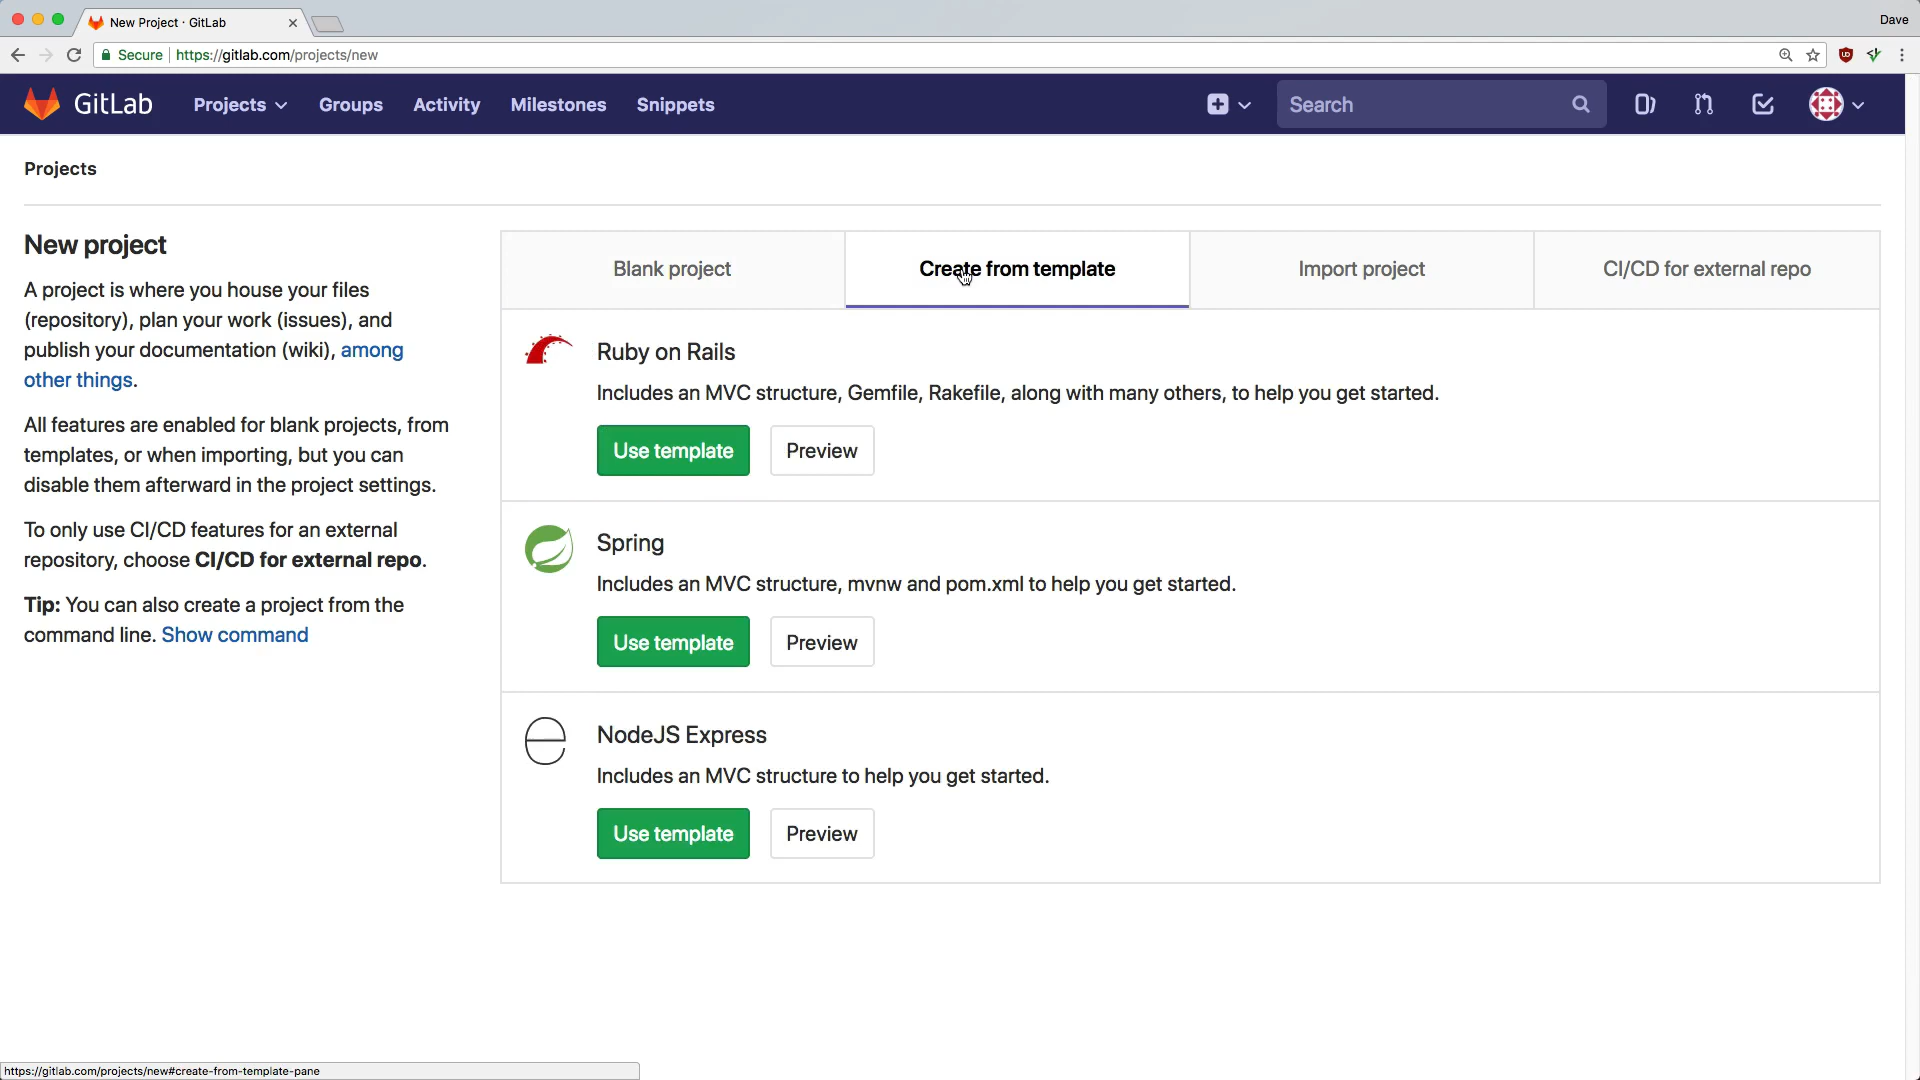 New Project · GitLab
Dave
Secure
https://gitlab.com/projects/new
GitLab
Projects
Groups
Activity
Milestones
Snippets
Search
Projects
New project
A project is where you house your files
(repository), plan your work (issues), and
publish your documentation (wiki), among
other things.
All features are enabled for blank projects, from
templates, or when importing, but you can
disable them afterward in the project settings.
To only use CI/CD features for an external
repository, choose CI/CD for external repo.
Tip: You can also create a project from the
command line. Show command
Blank project
Create from template
Import project
CI/CD for external repo
Ruby on Rails
Includes an MVC structure, Gemfile, Rakefile, along with many others, to help you get started.
Use template
Preview
Spring
Includes an MVC structure, mvnw and pom.xml to help you get started.
Use template
Preview
NodeJS Express
Includes an MVC structure to help you get started.
Use template
Preview
https://gitlab.com/projects/new#create-from-template-pane